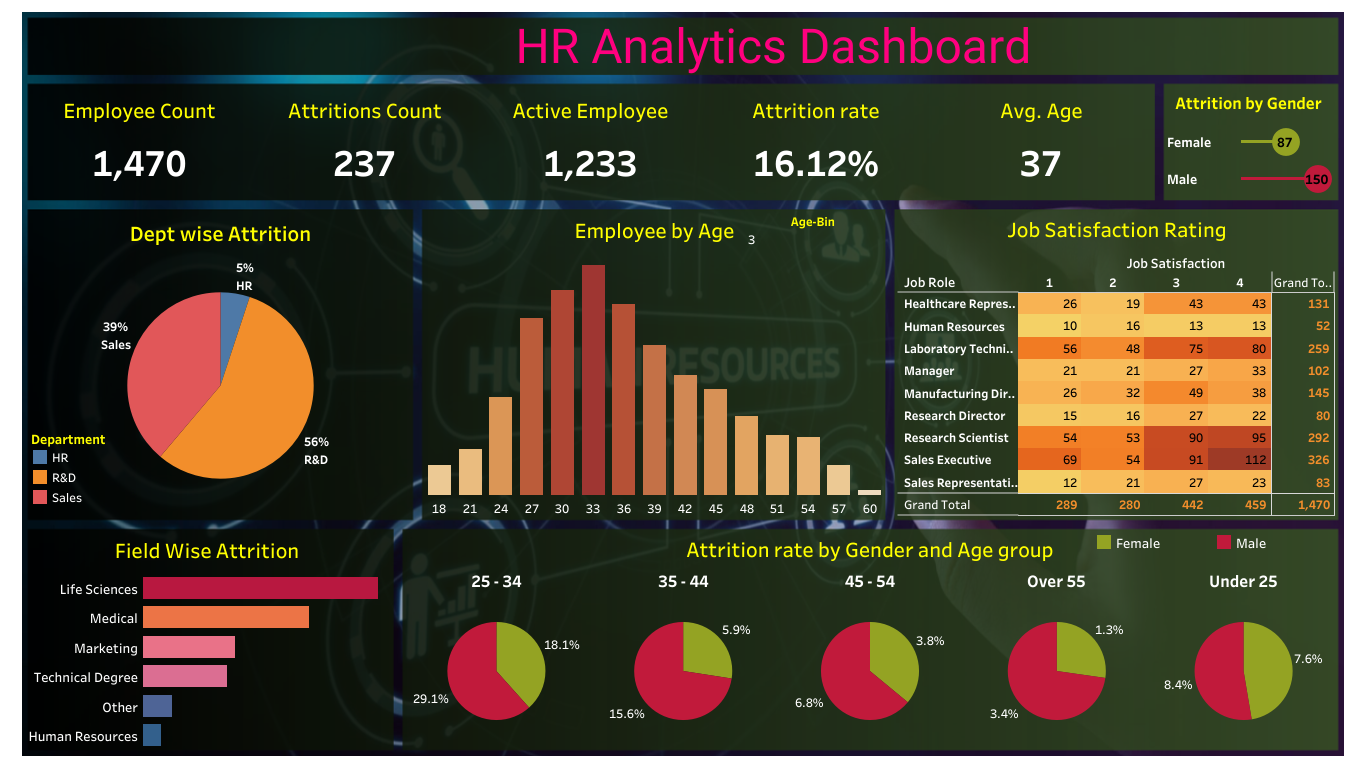 HR Analytics Dashboard
Employee Count
Attritions Count
Active Employee
Attrition rate
Avg. Age
1,470
237
1,233
16.12%
37
Attrition by Gender
Female 87
Male 150
Dept wise Attrition
5%
HR
39%
Sales
56%
R&D
Department
HR
R&D
Sales
Employee by Age
Age-Bin
3
HUMAN RESOURCES
18 21 24 27 30 33 36 39 42 45 48 51 54 57 60
Job Satisfaction Rating
Job Satisfaction
Job Role 1 2 3 4 Grand To..
Healthcare Repres.. 26 19 43 43 131
Human Resources 10 16 13 13 52
Laboratory Techni.. 56 48 75 80 259
Manager 21 21 27 33 102
Manufacturing Dir.. 26 32 49 38 145
Research Director 15 16 27 22 80
Research Scientist 54 53 90 95 292
Sales Executive 69 54 91 112 326
Sales Representati.. 12 21 27 23 83
Grand Total 289 280 442 459 1,470
Field Wise Attrition
Life Sciences
Medical
Marketing
Technical Degree
Other
Human Resources
Attrition rate by Gender and Age group
Female Male
25 - 34
35 - 44
45 - 54
Over 55
Under 25
18.1%
29.1%
5.9%
15.6%
3.8%
6.8%
1.3%
3.4%
7.6%
8.4%